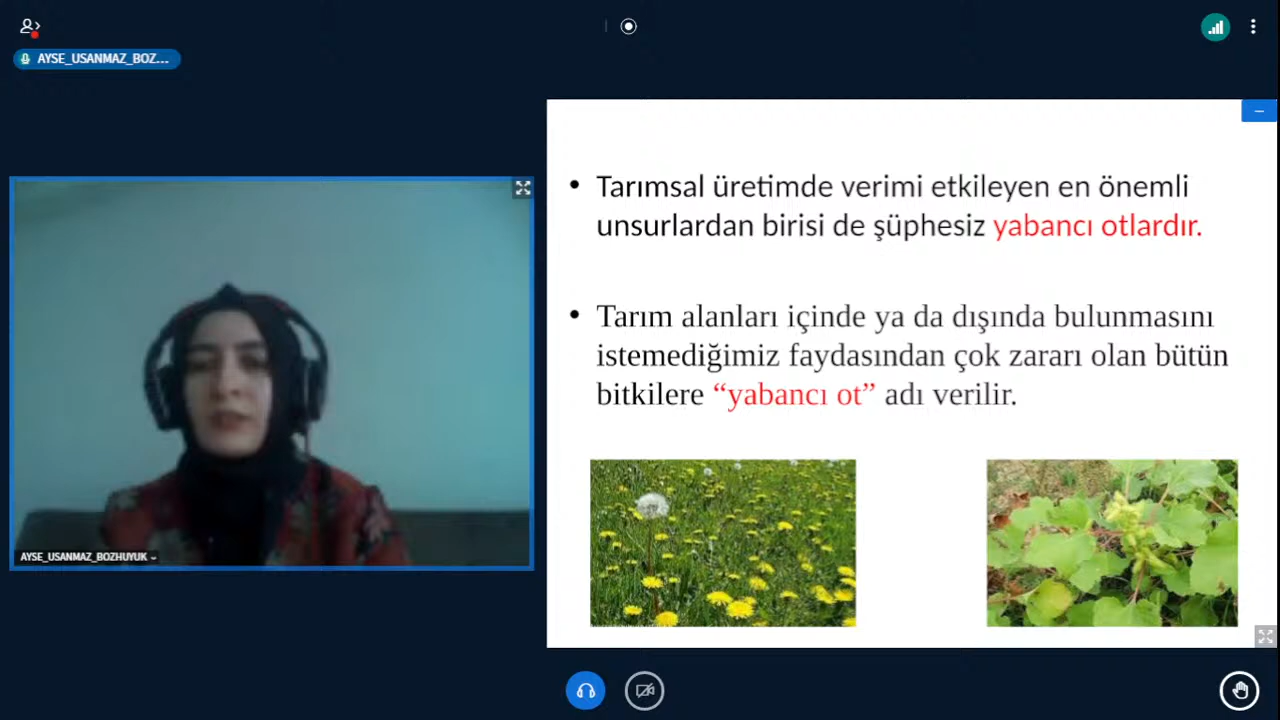 AYSE_USANMAZ_BOZ...
• Tarımsal üretimde verimi etkileyen en önemli
unsurlardan birisi de şüphesiz yabancı otlardır.
• Tarım alanları içinde ya da dışında bulunmasını
istemediğimiz faydasından çok zararı olan bütün
bitkilere “yabancı ot” adı verilir.
AYSE_USANMAZ_BOZHUYUK